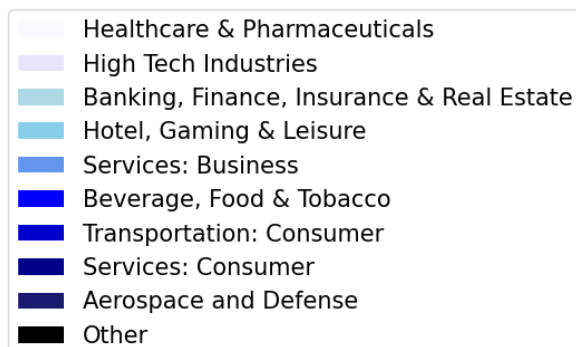 Healthcare & Pharmaceuticals
High Tech Industries
Banking, Finance, Insurance & Real Estate
Hotel, Gaming & Leisure
Services: Business
Beverage, Food & Tobacco
Transportation: Consumer
Services: Consumer
Aerospace and Defense
Other